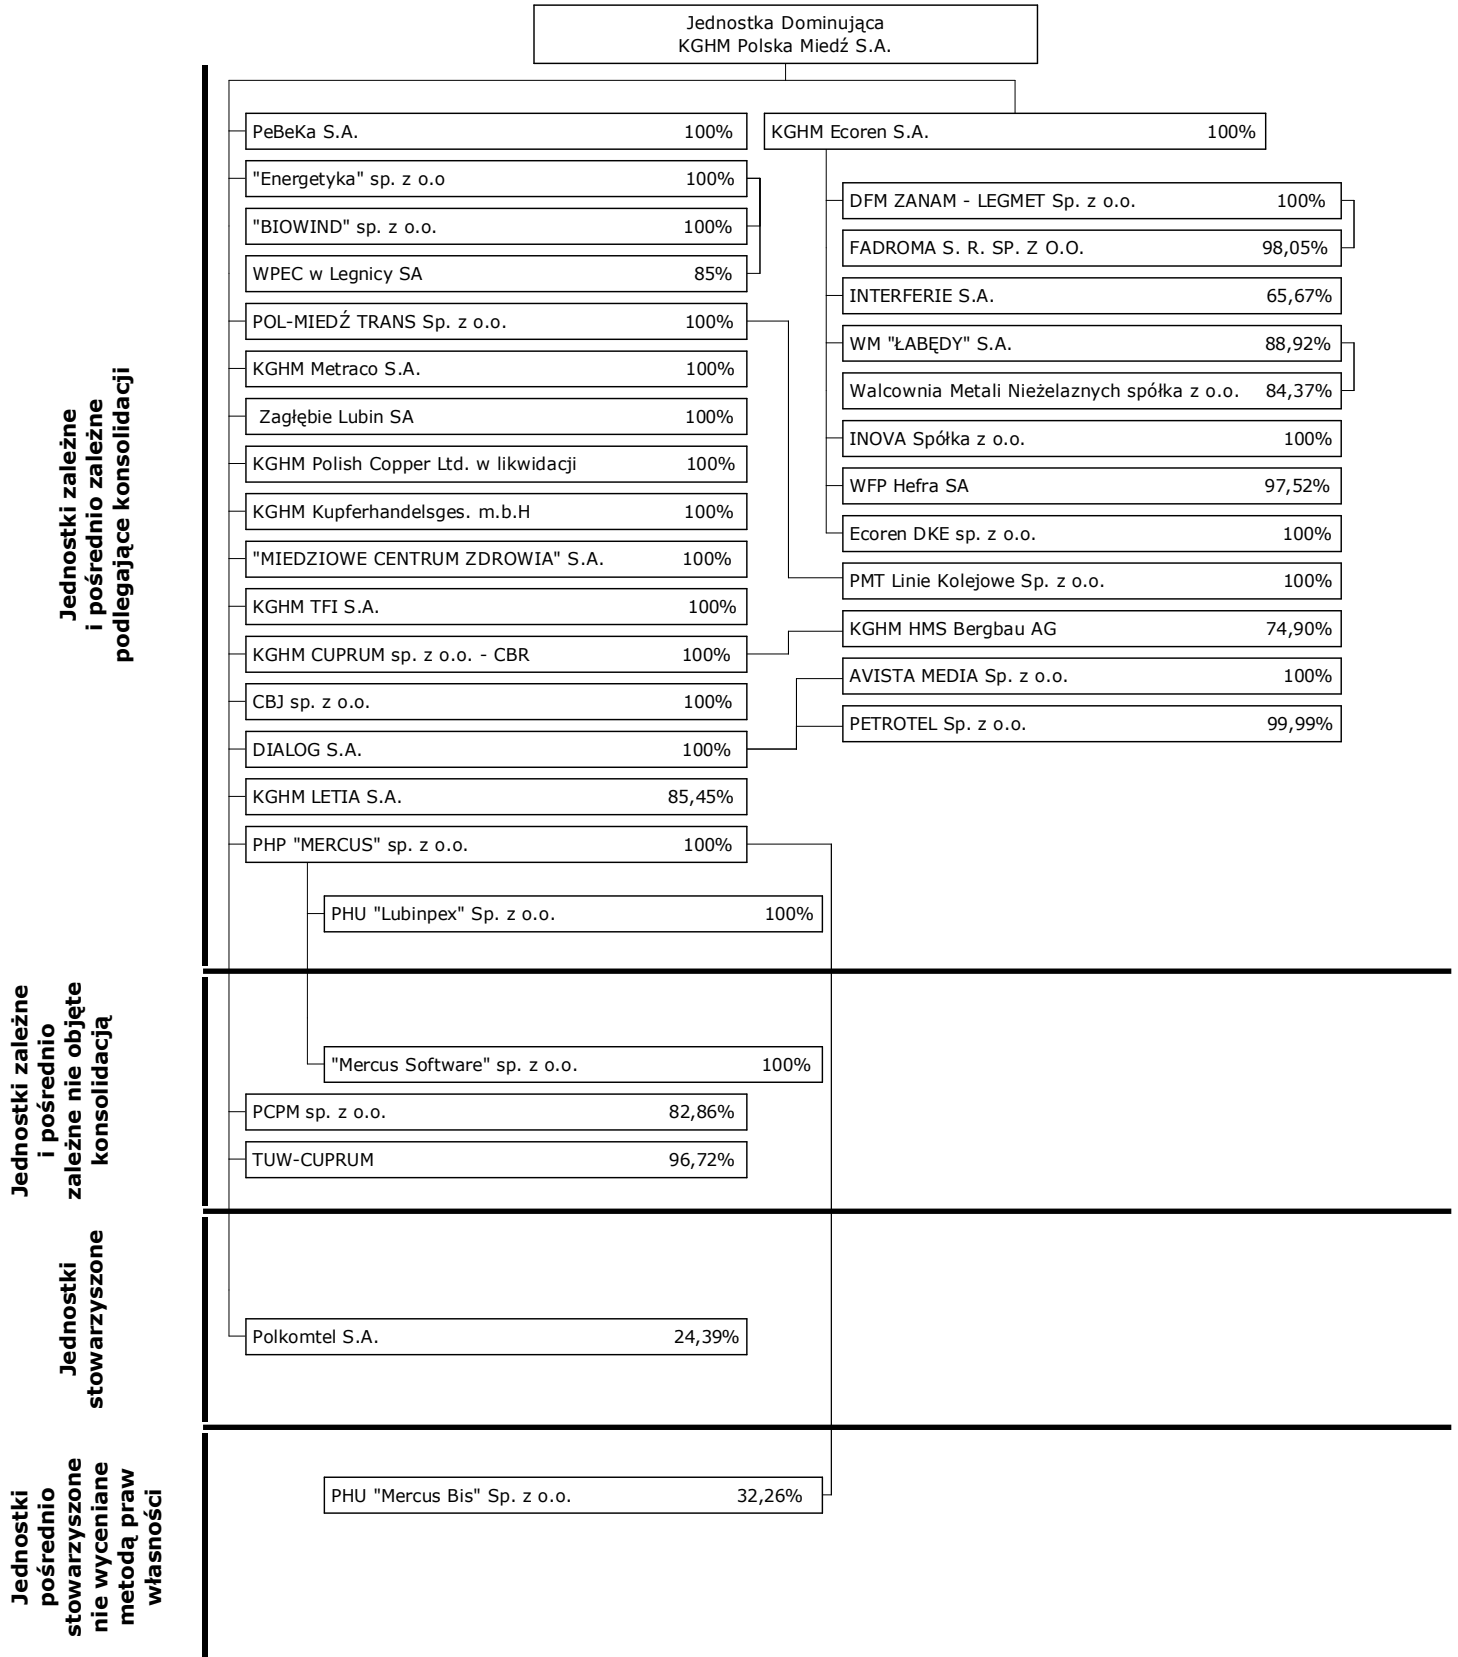 Jednostka Dominująca
KGHM Polska Miedź S.A.
Jednostki zależne
i pośrednio zależne
podlegające konsolidacji
PeBeKa S.A. 100%
"Energetyka" sp. z o.o 100%
"BIOWIND" sp. z o.o. 100%
WPEC w Legnicy SA 85%
POL-MIEDŹ TRANS Sp. z o.o. 100%
KGHM Metraco S.A. 100%
Zagłębie Lubin SA 100%
KGHM Polish Copper Ltd. w likwidacji 100%
KGHM Kupferhandelsges. m.b.H 100%
"MIEDZIOWE CENTRUM ZDROWIA" S.A. 100%
KGHM TFI S.A. 100%
KGHM CUPRUM sp. z o.o. - CBR 100%
CBJ sp. z o.o. 100%
DIALOG S.A. 100%
KGHM LETIA S.A. 85,45%
PHP "MERCUS" sp. z o.o. 100%
PHU "Lubinpex" Sp. z o.o. 100%
KGHM Ecoren S.A. 100%
DFM ZANAM - LEGMET Sp. z o.o. 100%
FADROMA S. R. SP. Z O.O. 98,05%
INTERFERIE S.A. 65,67%
WM "ŁABĘDY" S.A. 88,92%
Walcownia Metali Nieżelaznych spółka z o.o. 84,37%
INOVA Spółka z o.o. 100%
WFP Hefra SA 97,52%
Ecoren DKE sp. z o.o. 100%
PMT Linie Kolejowe Sp. z o.o. 100%
KGHM HMS Bergbau AG 74,90%
AVISTA MEDIA Sp. z o.o. 100%
PETROTEL Sp. z o.o. 99,99%
Jednostki zależne
i pośrednio
zależne nie objęte
konsolidacją
"Mercus Software" sp. z o.o. 100%
PCPM sp. z o.o. 82,86%
TUW-CUPRUM 96,72%
Jednostki
stowarzyszone
Polkomtel S.A. 24,39%
Jednostki
pośrednio
stowarzyszone
nie wyceniane
metodą praw
własności
PHU "Mercus Bis" Sp. z o.o. 32,26%